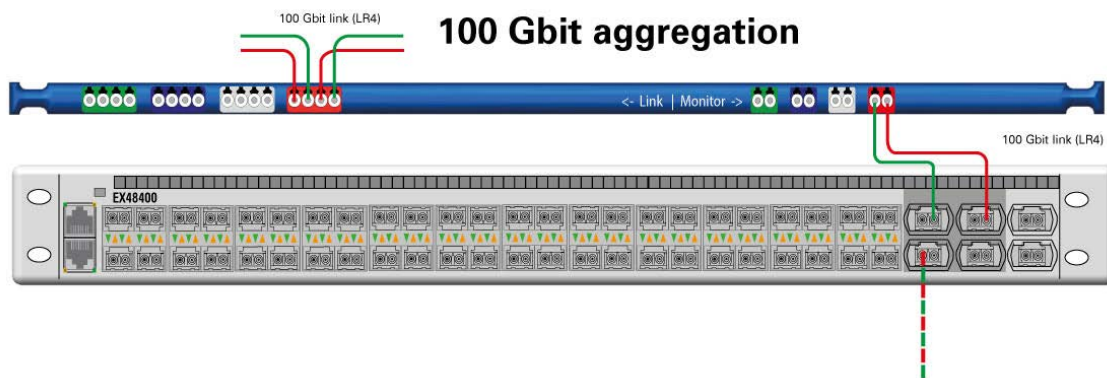 100 Gbit link (LR4)
100 Gbit aggregation
<- Link | Monitor ->
100 Gbit link (LR4)
EX48400